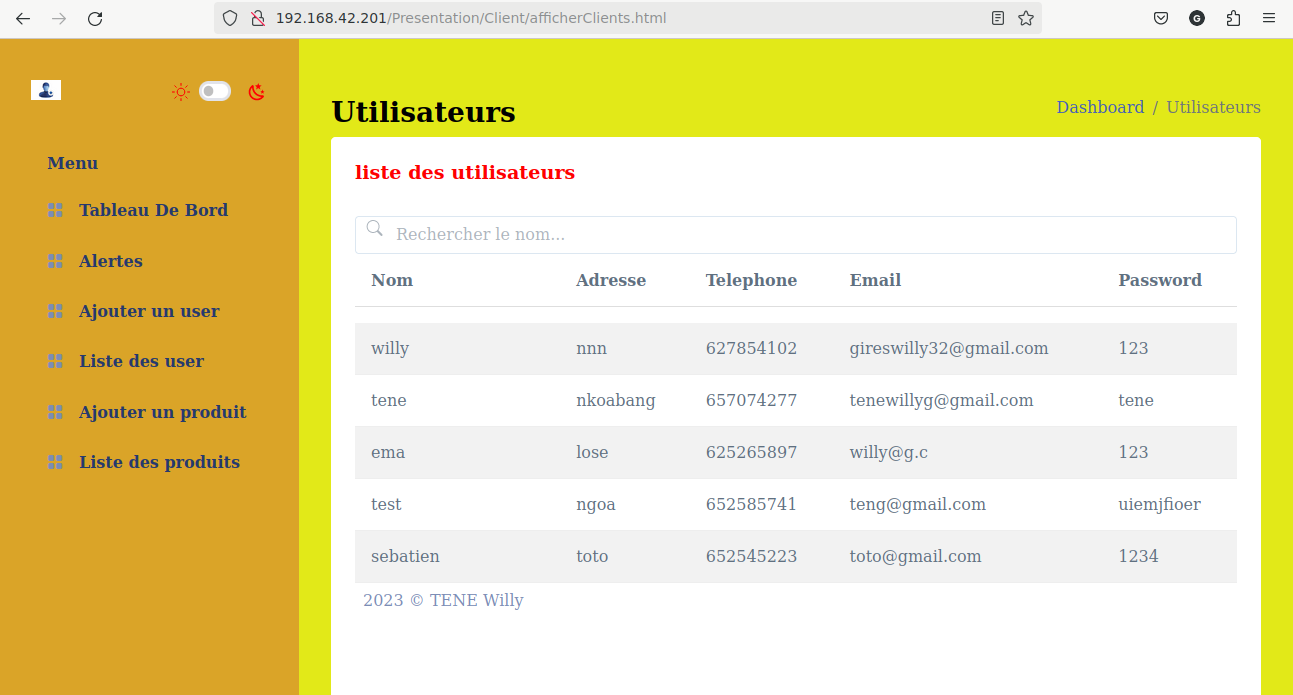 192.168.42.201/Presentation/Client/afficherClients.html
G
Menu
Tableau De Bord
Alertes
Ajouter un user
Liste des user
Ajouter un produit
Liste des produits
Utilisateurs
Dashboard / Utilisateurs
liste des utilisateurs
Rechercher le nom...
Nom Adresse Telephone Email Password
willy nnn 627854102 gireswilly32@gmail.com 123
tene nkoabang 657074277 tenewillyg@gmail.com tene
ema lose 625265897 willy@g.c 123
test ngoa 652585741 teng@gmail.com uiemjfioer
sebatien toto 652545223 toto@gmail.com 1234
2023 © TENE Willy